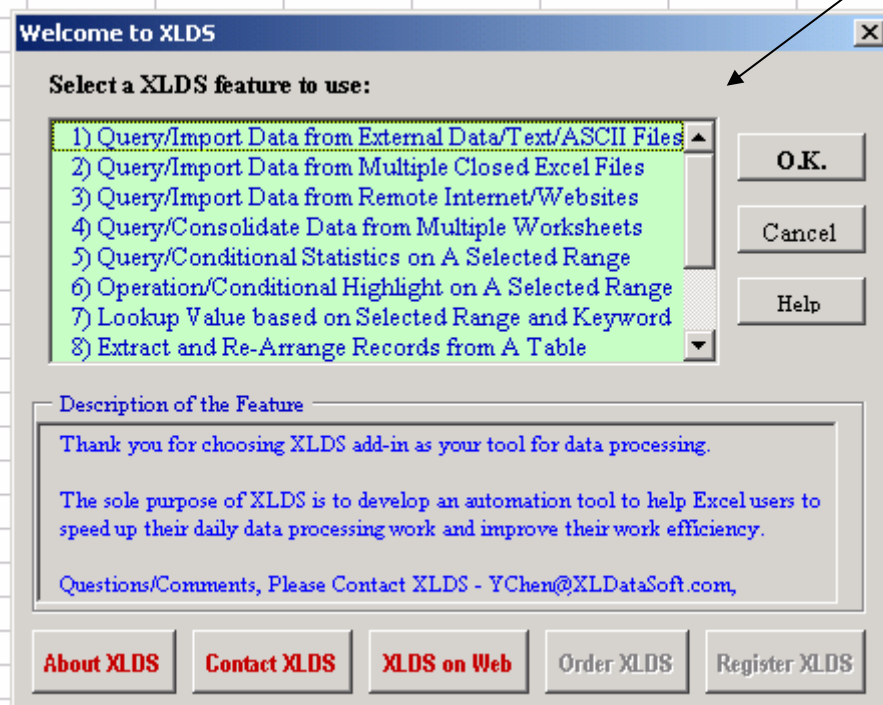 Welcome to XLDS
Select a XLDS feature to use:
1) Query/Import Data from External Data/Text/ASCII Files
2) Query/Import Data from Multiple Closed Excel Files
3) Query/Import Data from Remote Internet/Websites
4) Query/Consolidate Data from Multiple Worksheets
5) Query/Conditional Statistics on A Selected Range
6) Operation/Conditional Highlight on A Selected Range
7) Lookup Value based on Selected Range and Keyword
8) Extract and Re-Arrange Records from A Table
O.K.
Cancel
Help
Description of the Feature
Thank you for choosing XLDS add-in as your tool for data processing.
The sole purpose of XLDS is to develop an automation tool to help Excel users to
speed up their daily data processing work and improve their work efficiency.
Questions/Comments, Please Contact XLDS - YChen@XLDataSoft.com,
About XLDS
Contact XLDS
XLDS on Web
Order XLDS
Register XLDS